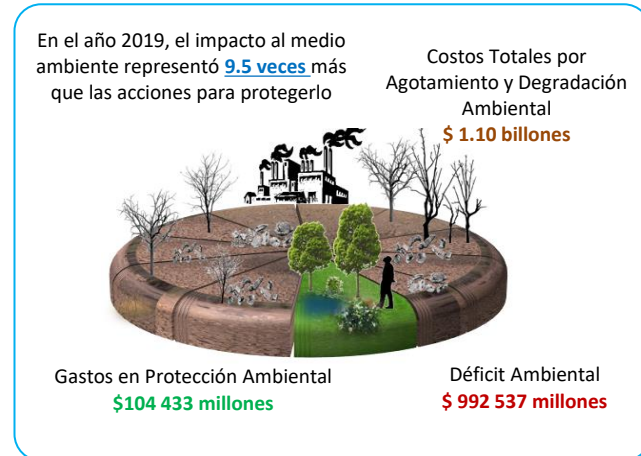 En el año 2019, el impacto al medio
ambiente representó 9.5 veces más
que las acciones para protegerlo
Costos Totales por
Agotamiento y Degradación
Ambiental
$ 1.10 billones
Gastos en Protección Ambiental
$104 433 millones
Déficit Ambiental
$ 992 537 millones